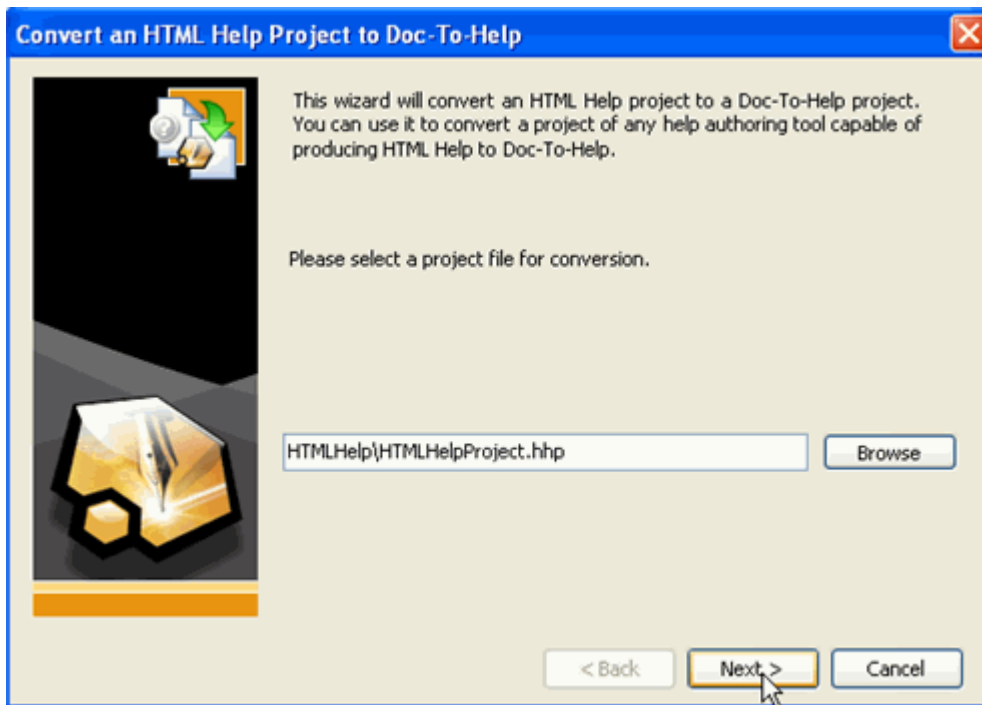 Convert an HTML Help Project to Doc-To-Help
This wizard will convert an HTML Help project to a Doc-To-Help project.
You can use it to convert a project of any help authoring tool capable of
producing HTML Help to Doc-To-Help.
Please select a project file for conversion.
HTMLHelp\HTMLHelpProject.hhp
Browse
< Back
Next >
Cancel